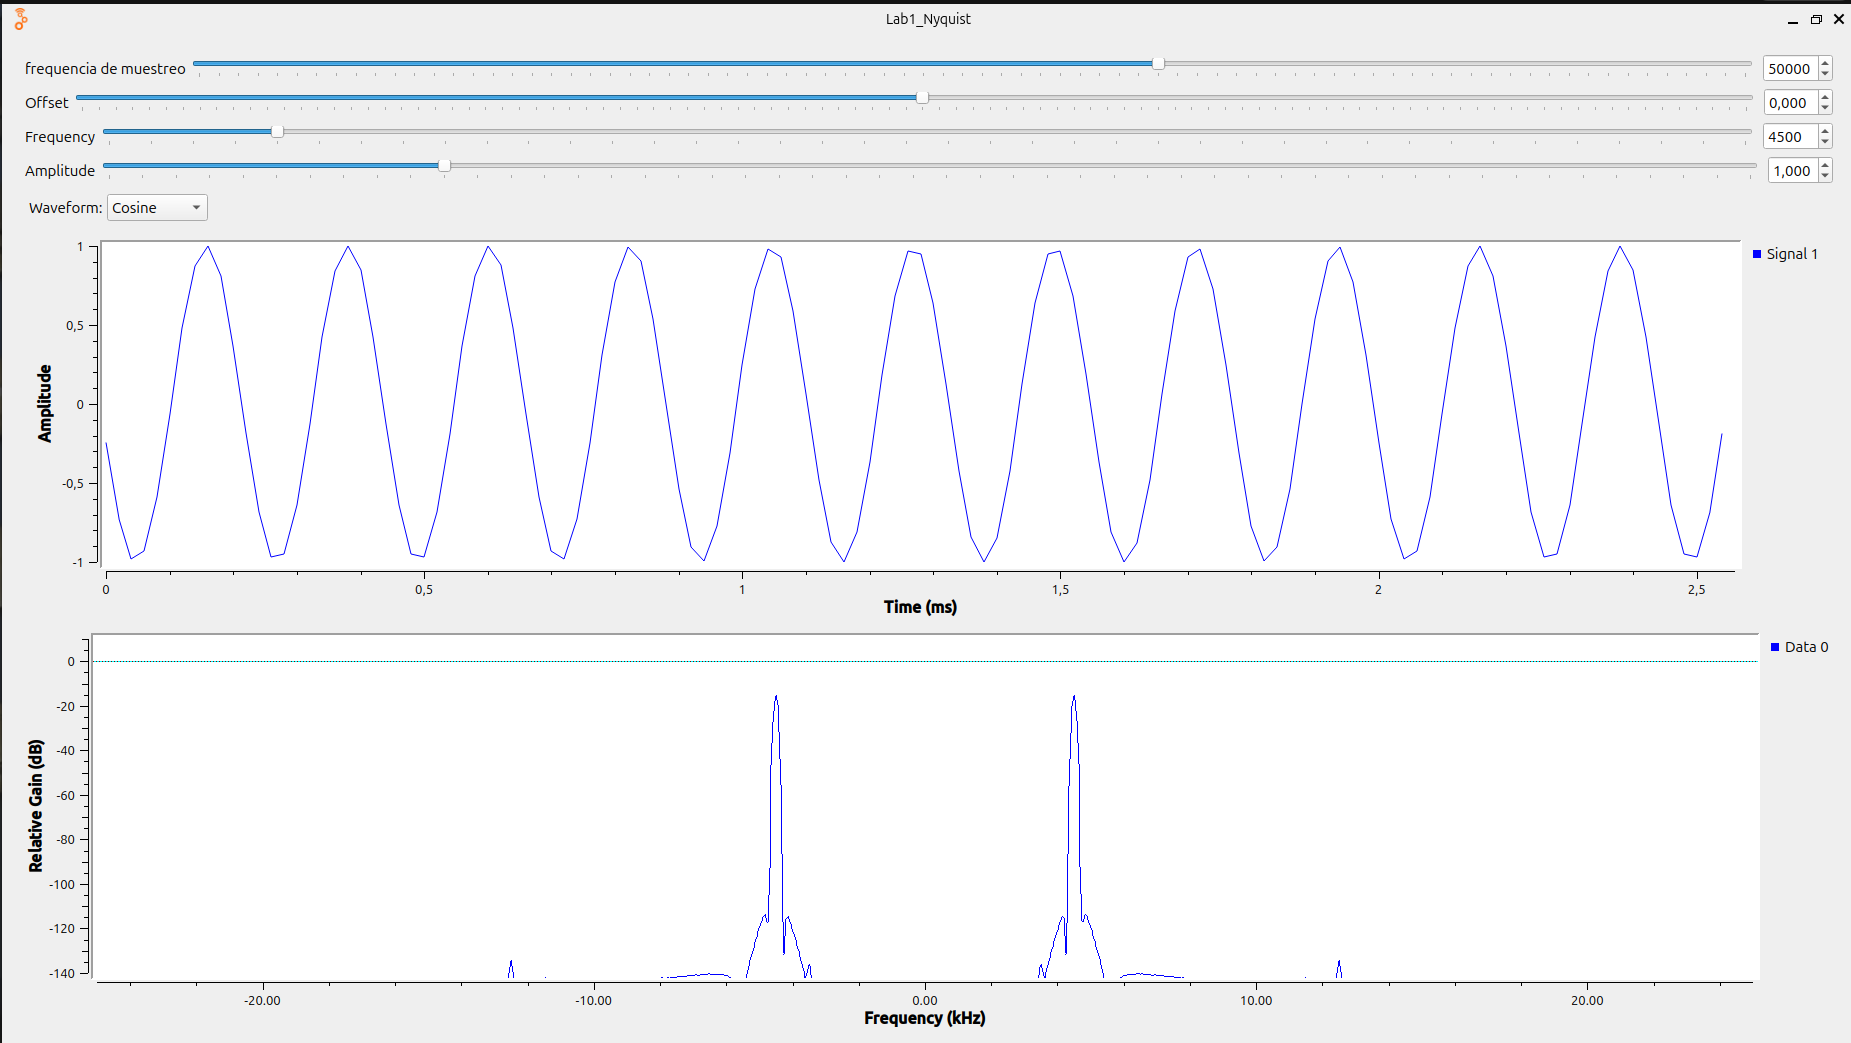 Lab1_Nyquist
frequencia de muestreo 50000
Offset 0,000
Frequency 4500
Amplitude 1,000
Waveform: Cosine
1
0,5
0
-0,5
-1
Amplitude
Signal 1
0 0,5 1 1,5 2 2,5
Time (ms)
0
-20
-40
-60
-80
-100
-120
-140
Relative Gain (dB)
Data 0
-20.00 -10.00 0.00 10.00 20.00
Frequency (kHz)